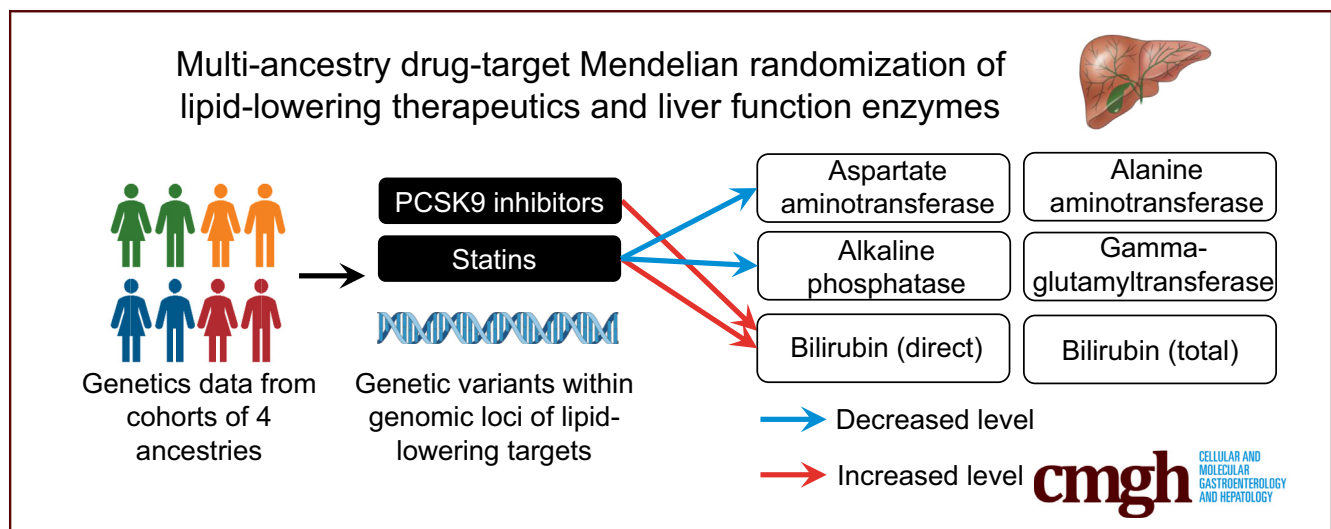 Multi-ancestry drug-target Mendelian randomization of
lipid-lowering therapeutics and liver function enzymes
Genetics data from
cohorts of 4
ancestries
PCSK9 inhibitors
Statins
Genetic variants within
genomic loci of lipid-
lowering targets
Aspartate
aminotransferase
Alanine
aminotransferase
Alkaline
phosphatase
Gamma-
glutamyltransferase
Bilirubin (direct)
Bilirubin (total)
Decreased level
Increased level
cmgh
CELLULAR AND
MOLECULAR
GASTROENTEROLOGY
AND HEPATOLOGY